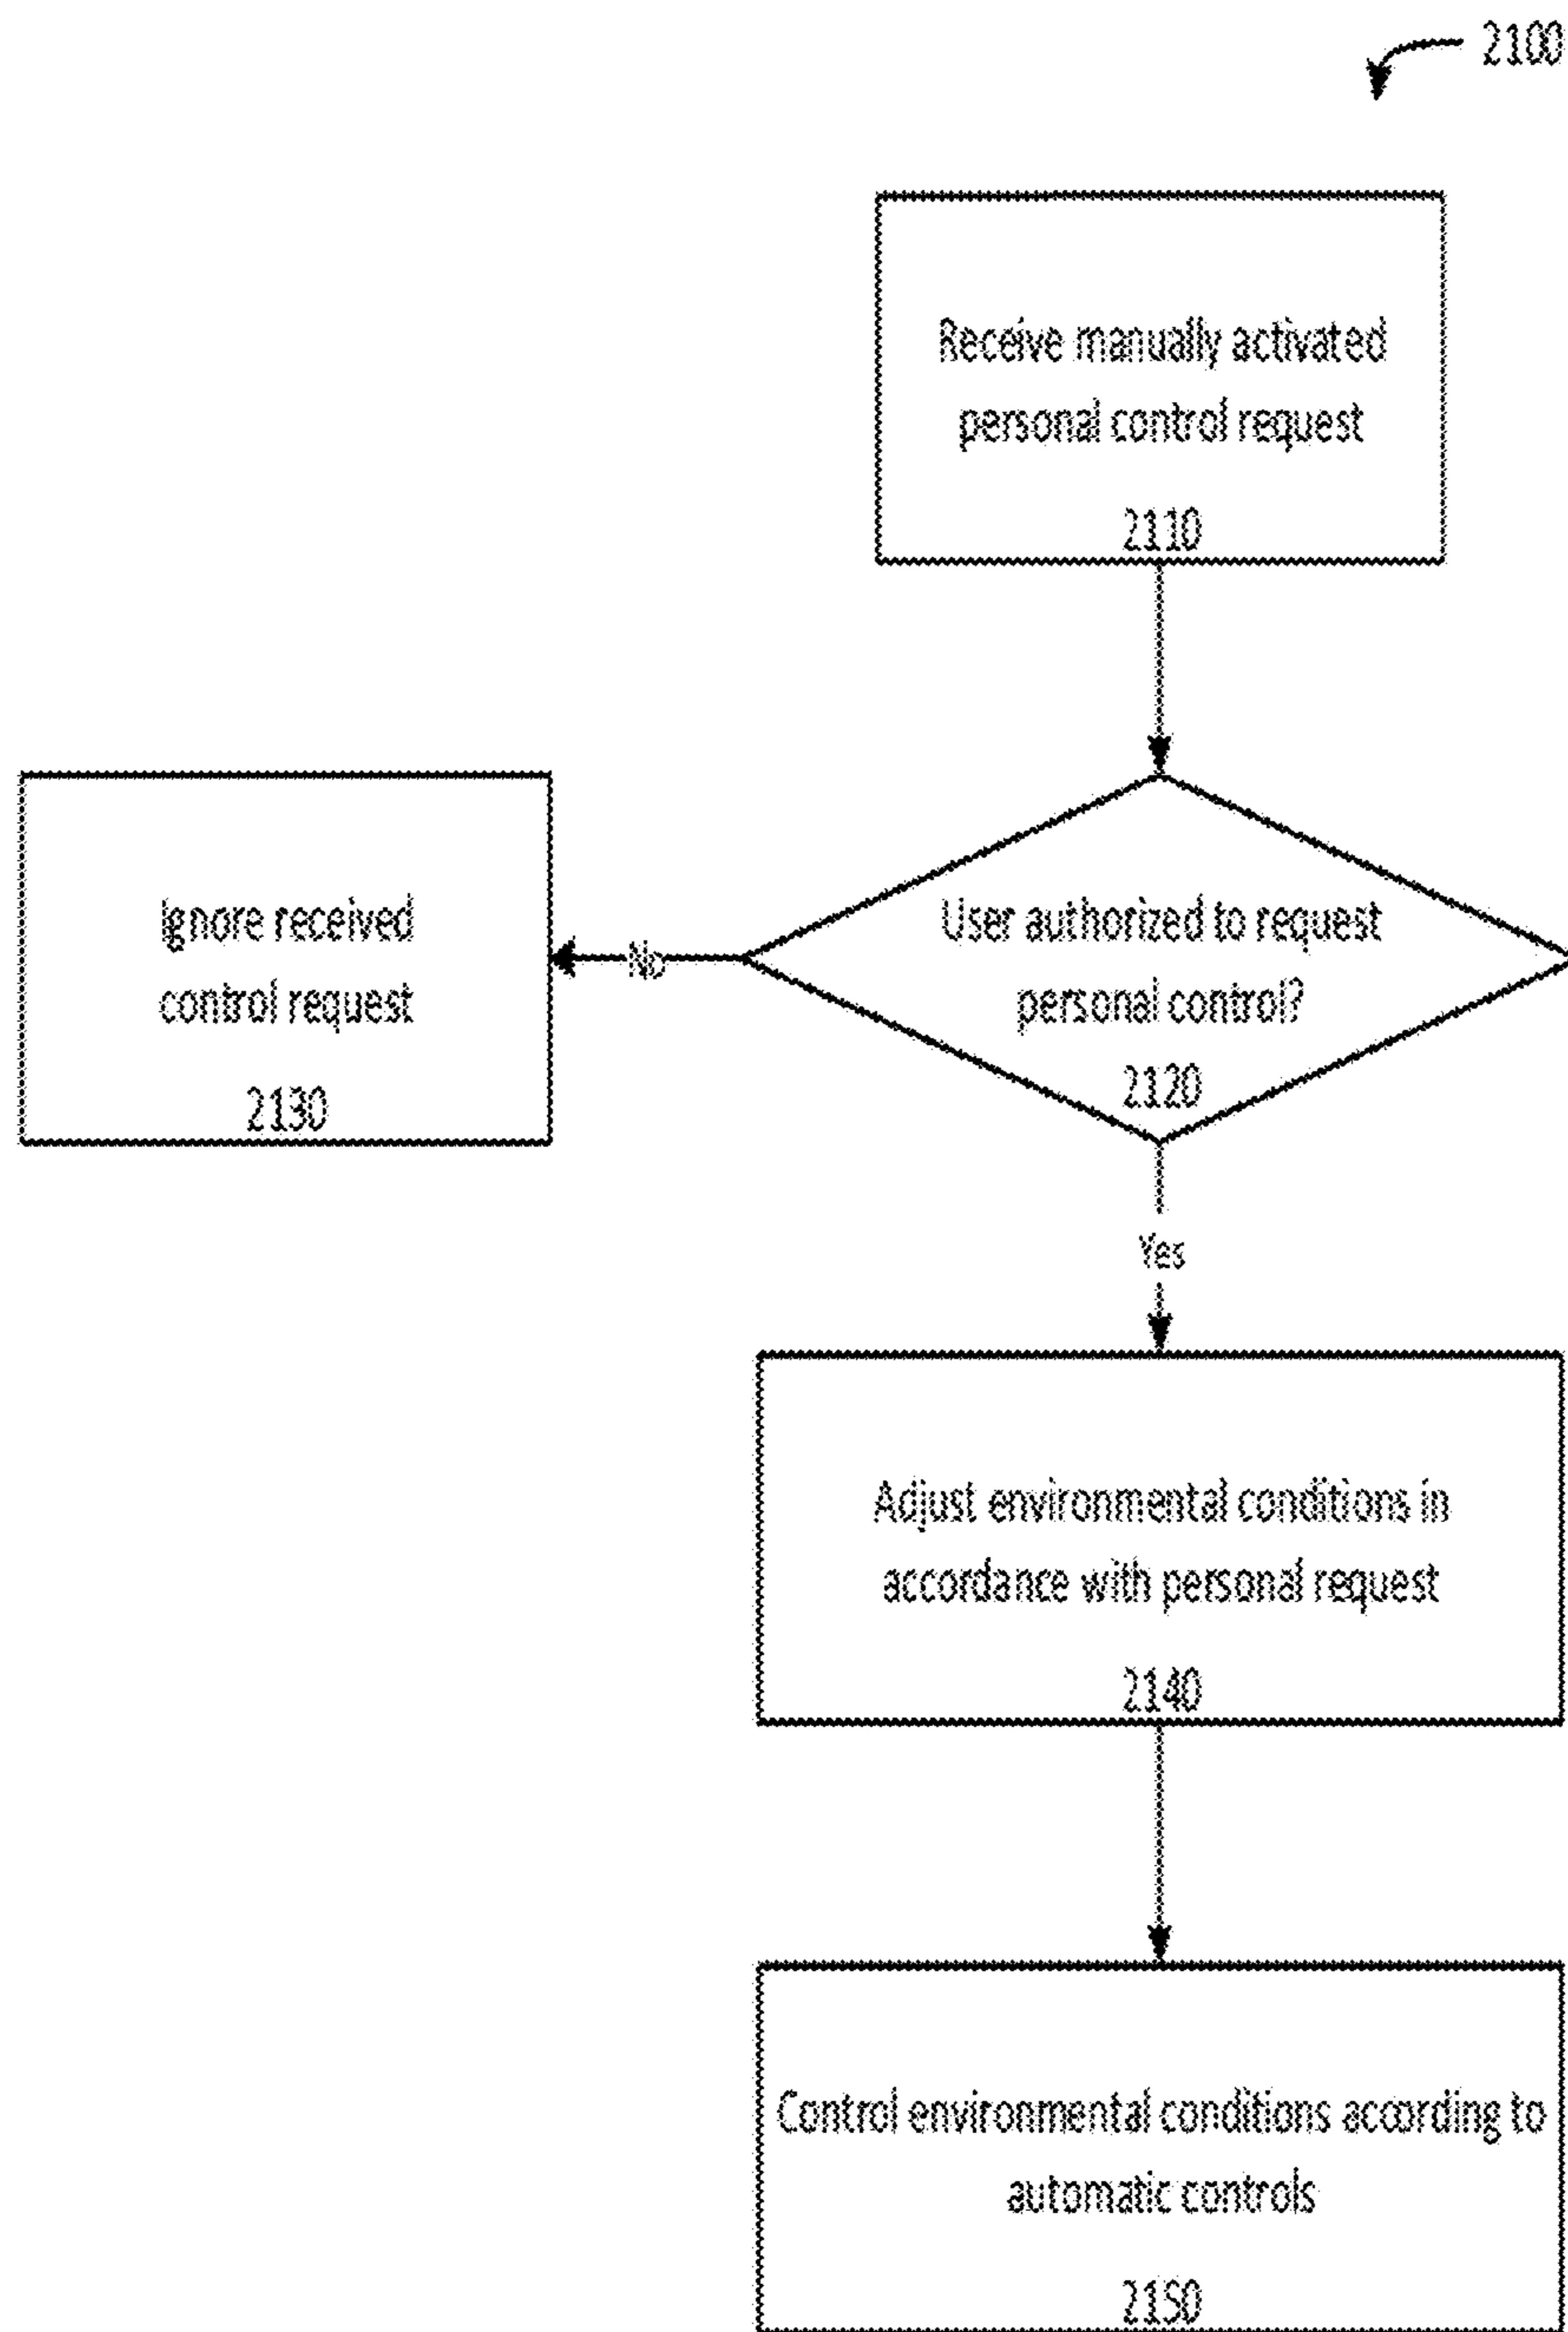 2100
Receive manually activated
personal control request
2110
User authorized to request
personal control?
2120
No
Ignore received
control request
2130
Yes
Adjust environmental conditions in
accordance with personal request
2140
Control environmental conditions according to
automatic controls
2150